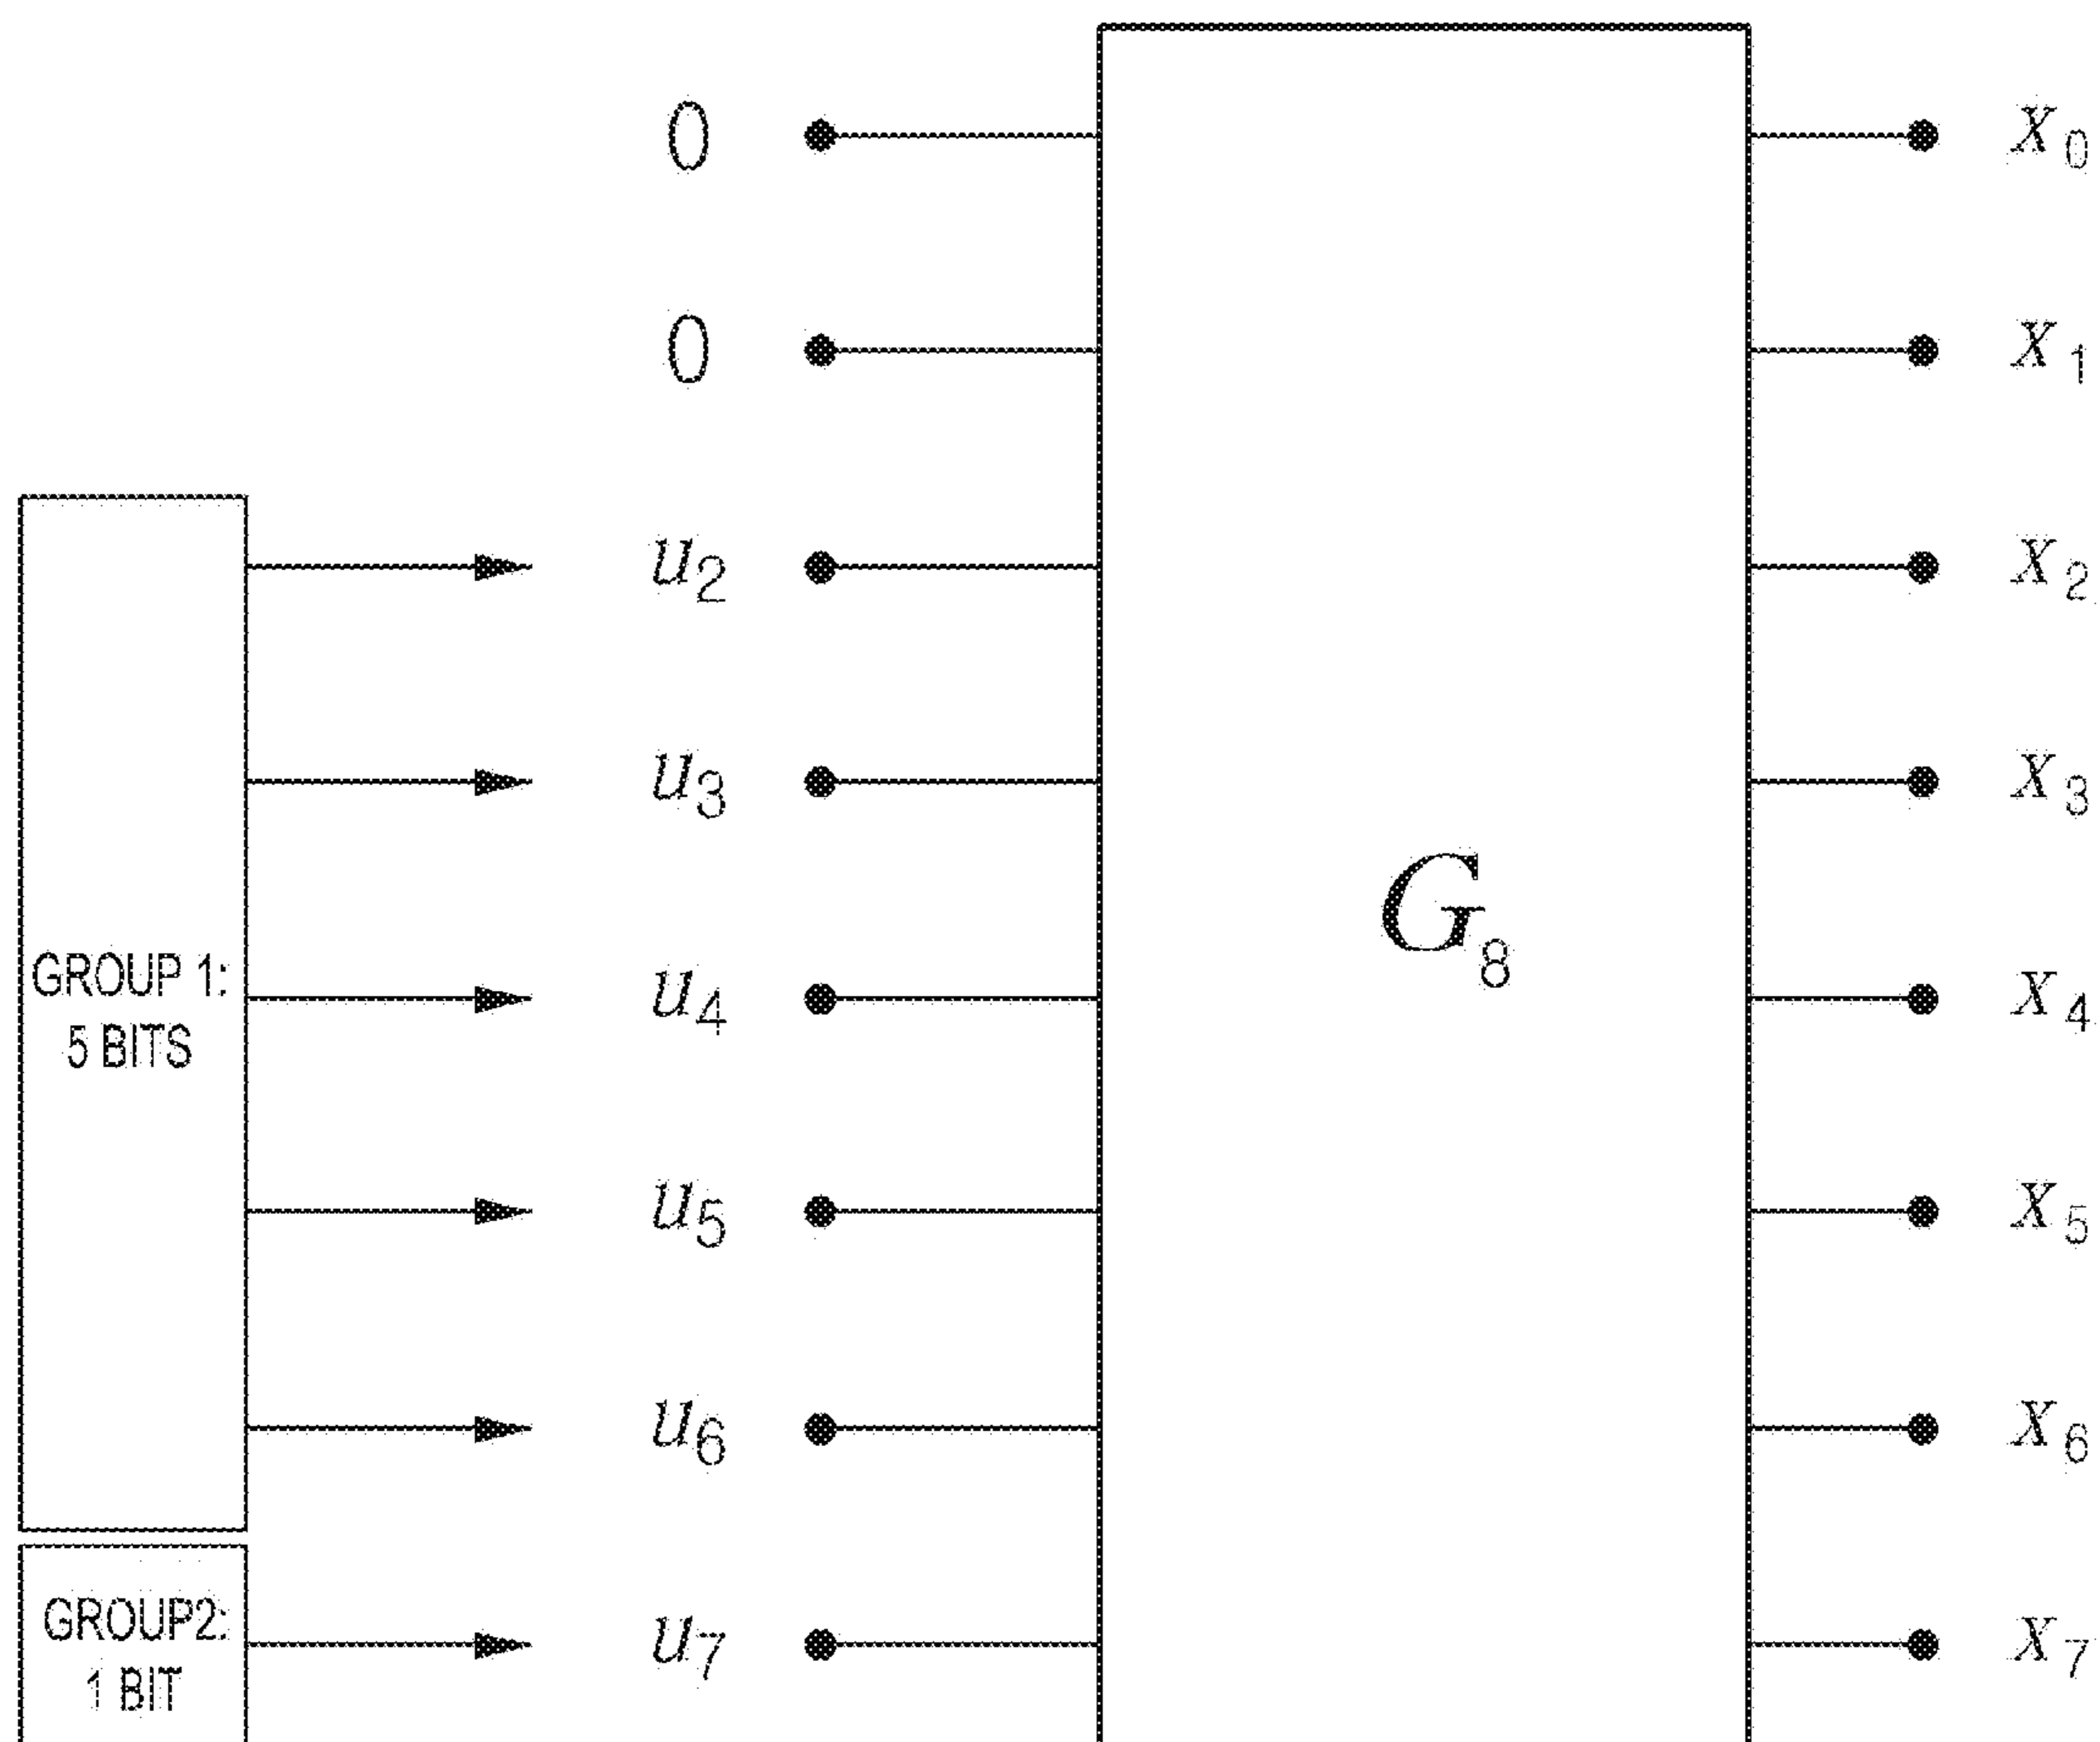 0 x0
0 x1
u2 x2
u3 x3
G8
GROUP 1:
5 BITS
u4 x4
u5 x5
u6 x6
GROUP2:
1 BIT
u7 x7